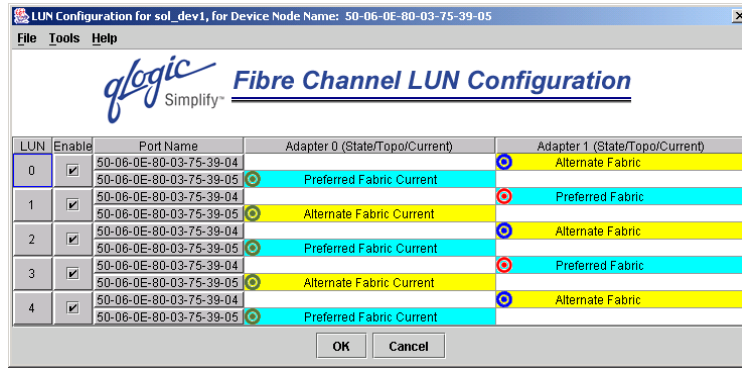 LUN Configuration for sol_dev1, for Device Node Name: 50-06-0E-80-03-75-39-05
File Tools Help
qlogic
Simplify™
Fibre Channel LUN Configuration
LUN Enable Port Name Adapter 0 (State/Topo/Current) Adapter 1 (State/Topo/Current)
0 50-06-0E-80-03-75-39-04 Alternate Fabric
50-06-0E-80-03-75-39-05 Preferred Fabric Current
1 50-06-0E-80-03-75-39-04 Preferred Fabric
50-06-0E-80-03-75-39-05 Alternate Fabric Current
2 50-06-0E-80-03-75-39-04 Alternate Fabric
50-06-0E-80-03-75-39-05 Preferred Fabric Current
3 50-06-0E-80-03-75-39-04 Preferred Fabric
50-06-0E-80-03-75-39-05 Alternate Fabric Current
4 50-06-0E-80-03-75-39-04 Alternate Fabric
50-06-0E-80-03-75-39-05 Preferred Fabric Current
OK Cancel